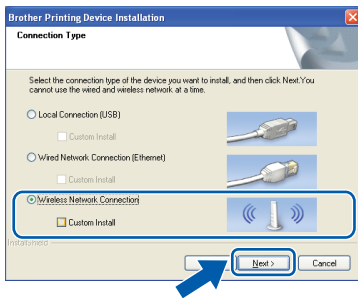 Brother Printing Device Installation
Connection Type
Select the connection type of the device you want to install, and then click Next.You
cannot use the wired and wireless network at a time.
Local Connection (USB)
Custom Install
Wired Network Connection (Ethernet)
Custom Install
Wireless Network Connection
Custom Install
InstallShield
Next >
Cancel